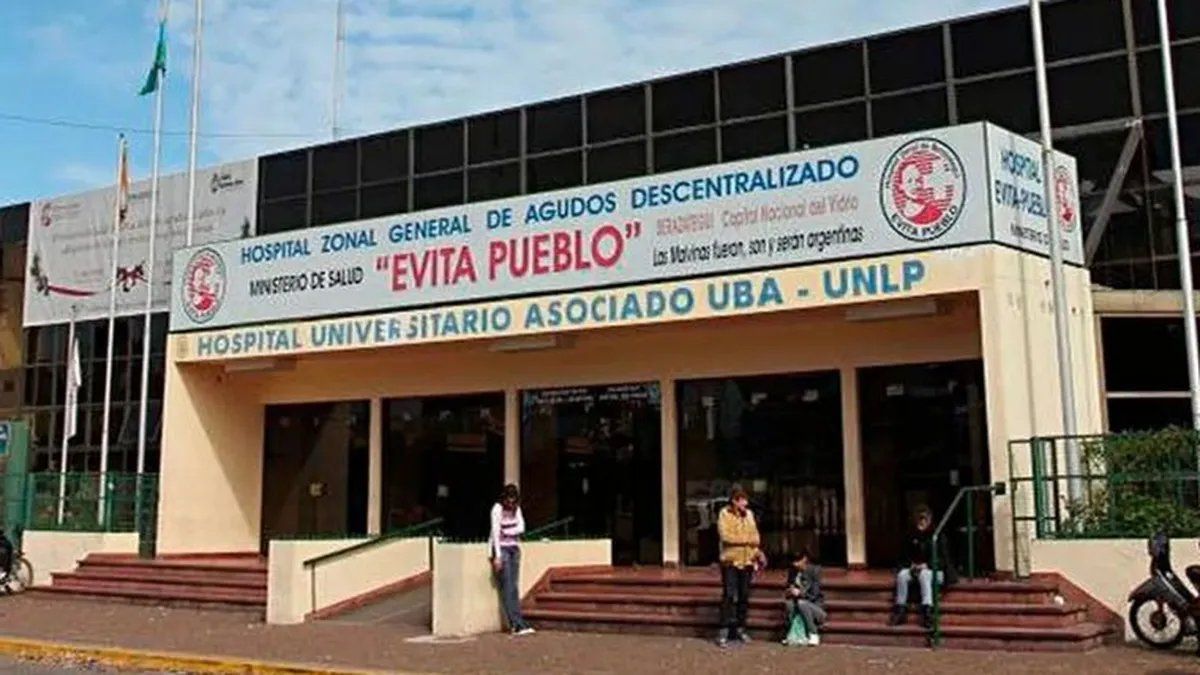 HOSPITAL ZONAL GENERAL DE AGUDOS DESCENTRALIZADO
MINISTERIO DE SALUD "EVITA PUEBLO" BERAZATEGUI Capital Nacional del Vidrio
Las Malvinas fueron, son y serán argentinas
EVITA PUEBLO
HOSPITAL
EVITA-PUEBLO
HOSPITAL UNIVERSITARIO ASOCIADO UBA - UNLP